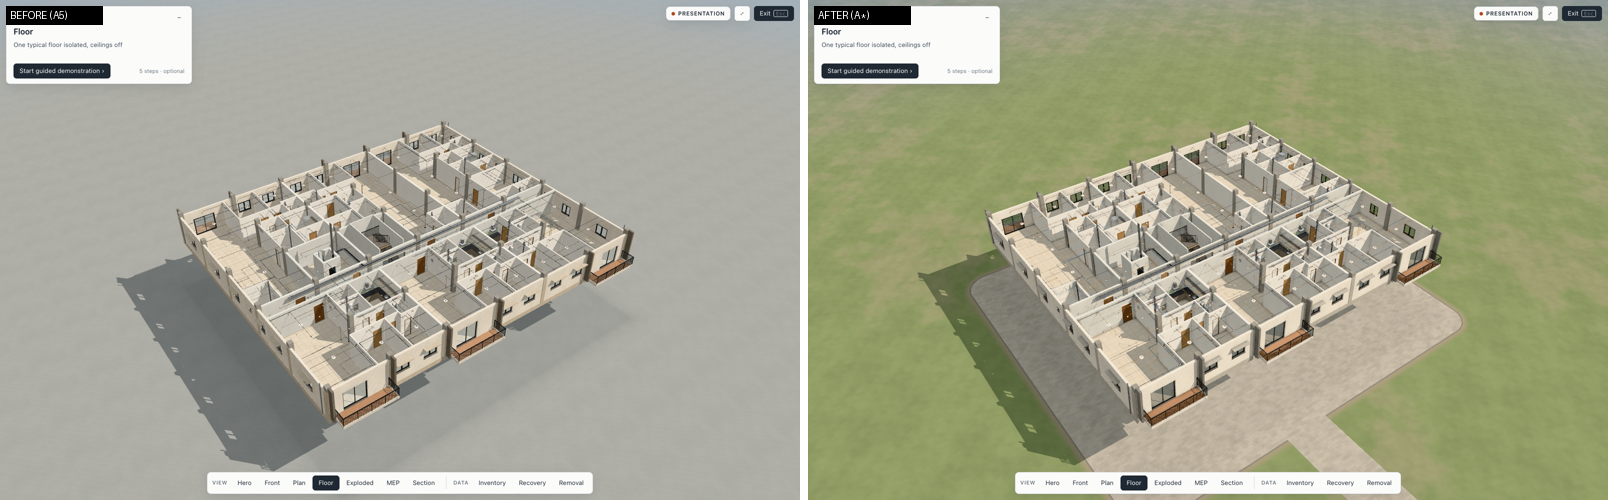 BEFORE (A5)
Floor
One typical floor isolated, ceilings off
Start guided demonstration ›
5 steps · optional
PRESENTATION
Exit Esc
VIEW Hero Front Plan Floor Exploded MEP Section DATA Inventory Recovery Removal
AFTER (A*)
Floor
One typical floor isolated, ceilings off
Start guided demonstration ›
5 steps · optional
PRESENTATION
Exit Esc
VIEW Hero Front Plan Floor Exploded MEP Section DATA Inventory Recovery Removal